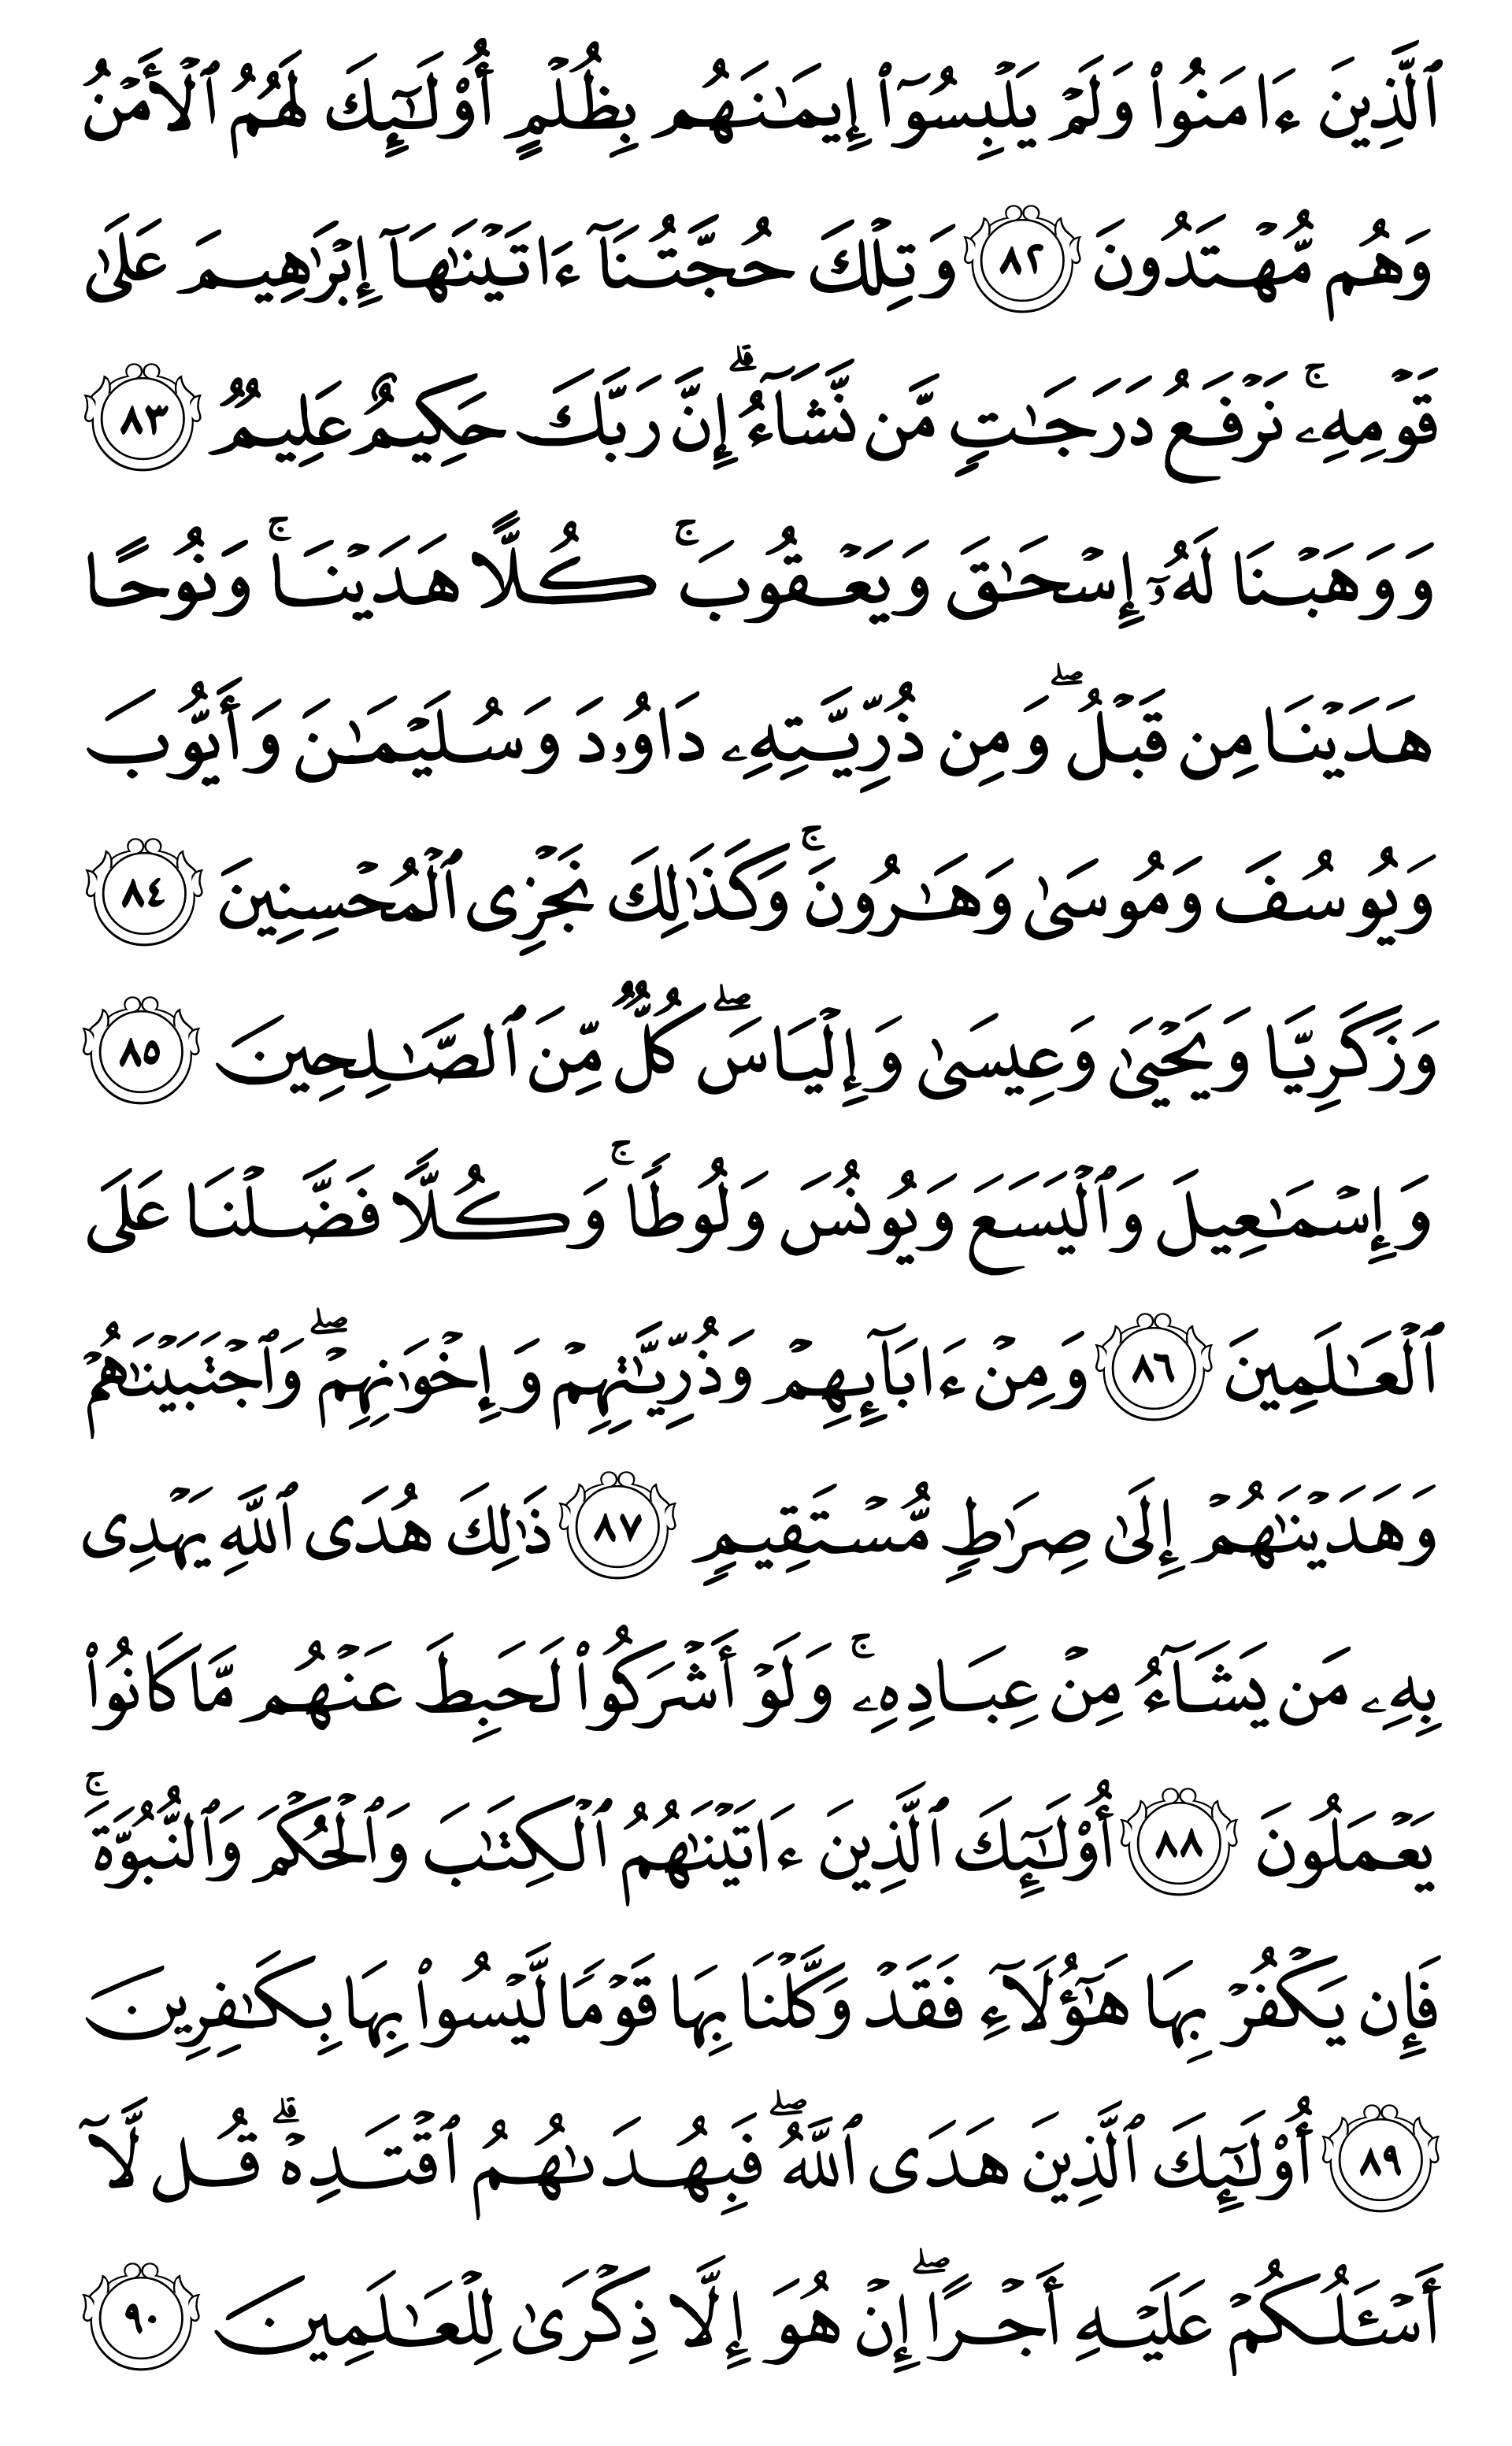 ٱلَّذِينَ ءَامَنُوا۟ وَلَمْ يَلْبِسُوٓا۟ إِيمَـٰنَهُم بِظُلْمٍ أُو۟لَـٰٓئِكَ لَهُمُ ٱلْأَمْنُ
وَهُم مُّهْتَدُونَ ٨٢ وَتِلْكَ حُجَّتُنَآ ءَاتَيْنَـٰهَآ إِبْرَٰهِيمَ عَلَىٰ
قَوْمِهِۦ ۚ نَرْفَعُ دَرَجَـٰتٍ مَّن نَّشَآءُ ۗ إِنَّ رَبَّكَ حَكِيمٌ عَلِيمٌ ٨٣
وَوَهَبْنَا لَهُۥٓ إِسْحَـٰقَ وَيَعْقُوبَ ۚ كُلًّا هَدَيْنَا ۚ وَنُوحًا
هَدَيْنَا مِن قَبْلُ ۖ وَمِن ذُرِّيَّتِهِۦ دَاوُۥدَ وَسُلَيْمَـٰنَ وَأَيُّوبَ
وَيُوسُفَ وَمُوسَىٰ وَهَـٰرُونَ ۚ وَكَذَٰلِكَ نَجْزِى ٱلْمُحْسِنِينَ ٨٤
وَزَكَرِيَّا وَيَحْيَىٰ وَعِيسَىٰ وَإِلْيَاسَ ۖ كُلٌّ مِّنَ ٱلصَّـٰلِحِينَ ٨٥
وَإِسْمَـٰعِيلَ وَٱلْيَسَعَ وَيُونُسَ وَلُوطًا ۚ وَكُلًّا فَضَّلْنَا عَلَى
ٱلْعَـٰلَمِينَ ٨٦ وَمِنْ ءَابَآئِهِمْ وَذُرِّيَّـٰتِهِمْ وَإِخْوَٰنِهِمْ ۖ وَٱجْتَبَيْنَـٰهُمْ
وَهَدَيْنَـٰهُمْ إِلَىٰ صِرَٰطٍ مُّسْتَقِيمٍ ٨٧ ذَٰلِكَ هُدَى ٱللَّهِ يَهْدِى
بِهِۦ مَن يَشَآءُ مِنْ عِبَادِهِۦ ۚ وَلَوْ أَشْرَكُوا۟ لَحَبِطَ عَنْهُم مَّا كَانُوا۟
يَعْمَلُونَ ٨٨ أُو۟لَـٰٓئِكَ ٱلَّذِينَ ءَاتَيْنَـٰهُمُ ٱلْكِتَـٰبَ وَٱلْحُكْمَ وَٱلنُّبُوَّةَ ۚ
فَإِن يَكْفُرْ بِهَا هَـٰٓؤُلَآءِ فَقَدْ وَكَّلْنَا بِهَا قَوْمًا لَّيْسُوا۟ بِهَا بِكَـٰفِرِينَ
٨٩ أُو۟لَـٰٓئِكَ ٱلَّذِينَ هَدَى ٱللَّهُ ۖ فَبِهُدَىٰهُمُ ٱقْتَدِهْ ۗ قُل لَّآ
أَسْـَٔلُكُمْ عَلَيْهِ أَجْرًا ۖ إِنْ هُوَ إِلَّا ذِكْرَىٰ لِلْعَـٰلَمِينَ ٩٠